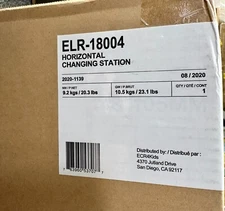 ELR-18004
HORIZONTAL
CHANGING STATION
2020-1139 08 / 2020
NW / P.NET GW / P.BRUT QTY / QTÉ / CONT
9.2 kgs / 20.3 lbs 10.5 kgs / 23.1 lbs 1
Distributed by / Distribué par :
ECR4Kids
4370 Jutland Drive
San Diego, CA 92117